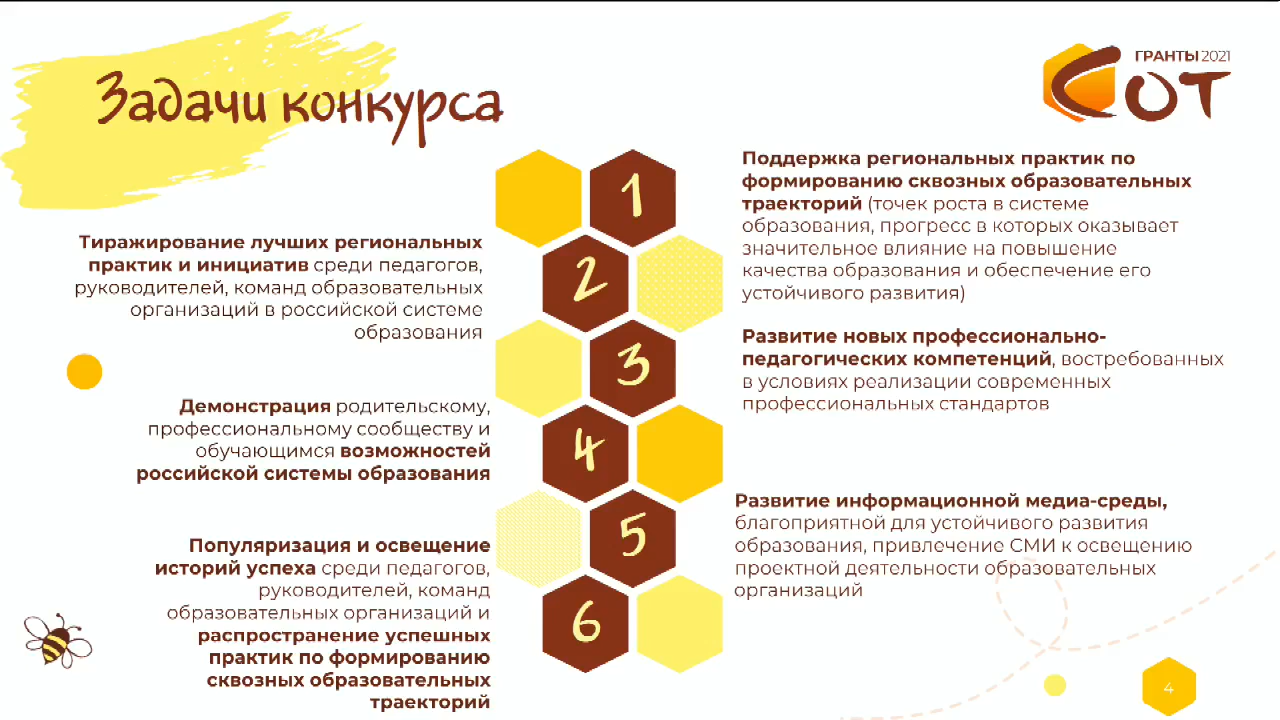 Задачи конкурса
ГРАНТЫ 2021
СОТ
1
Поддержка региональных практик по
формированию сквозных образовательных
траекторий (точек роста в системе
образования, прогресс в которых оказывает
значительное влияние на повышение
качества образования и обеспечение его
устойчивого развития)
2
Тиражирование лучших региональных
практик и инициатив среди педагогов,
руководителей, команд образовательных
организаций в российской системе
образования
3
Развитие новых профессионально-
педагогических компетенций, востребованных
в условиях реализации современных
профессиональных стандартов
4
Демонстрация родительскому,
профессиональному сообществу и
обучающимся возможностей
российской системы образования
5
Развитие информационной медиа-среды,
благоприятной для устойчивого развития
образования, привлечение СМИ к освещению
проектной деятельности образовательных
организаций
6
Популяризация и освещение
историй успеха среди педагогов,
руководителей, команд
образовательных организаций и
распространение успешных
практик по формированию
сквозных образовательных
траекторий
4